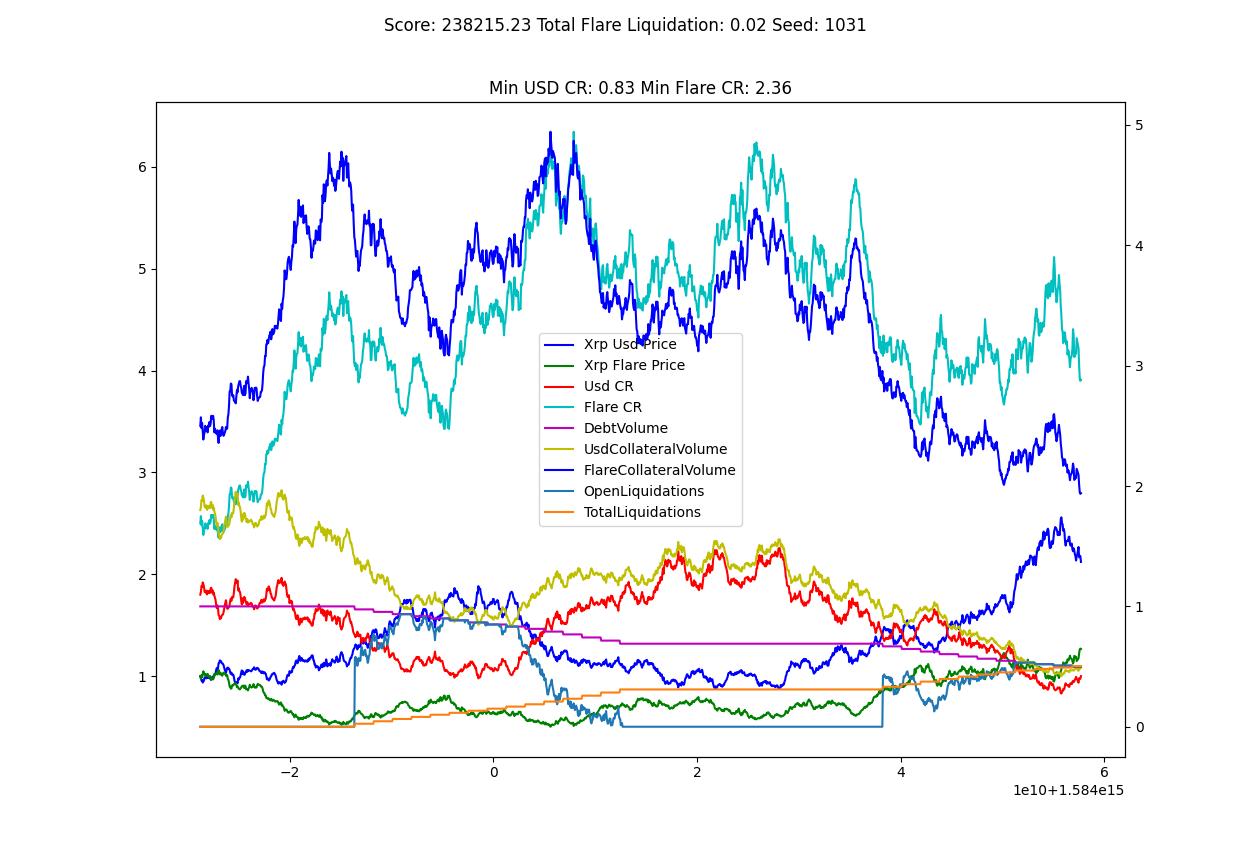 Score: 238215.23 Total Flare Liquidation: 0.02 Seed: 1031
Min USD CR: 0.83 Min Flare CR: 2.36
6
5
4
3
2
1
5
4
3
2
1
0
Xrp Usd Price
Xrp Flare Price
Usd CR
Flare CR
DebtVolume
UsdCollateralVolume
FlareCollateralVolume
OpenLiquidations
TotalLiquidations
−2 0 2 4 6
1e10+1.584e15